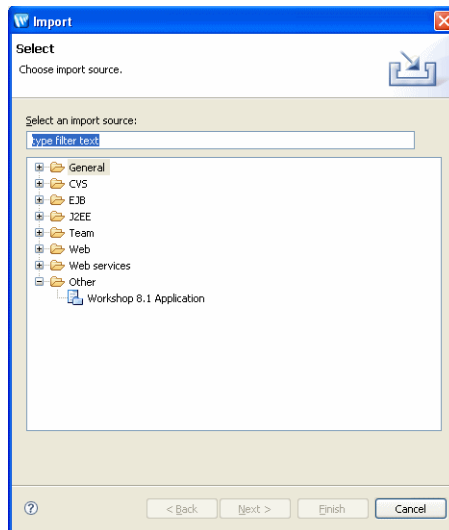 Import
Select
Choose import source.
Select an import source:
type filter text
General
CVS
EJB
J2EE
Team
Web
Web services
Other
Workshop 8.1 Application
? < Back Next > Finish Cancel